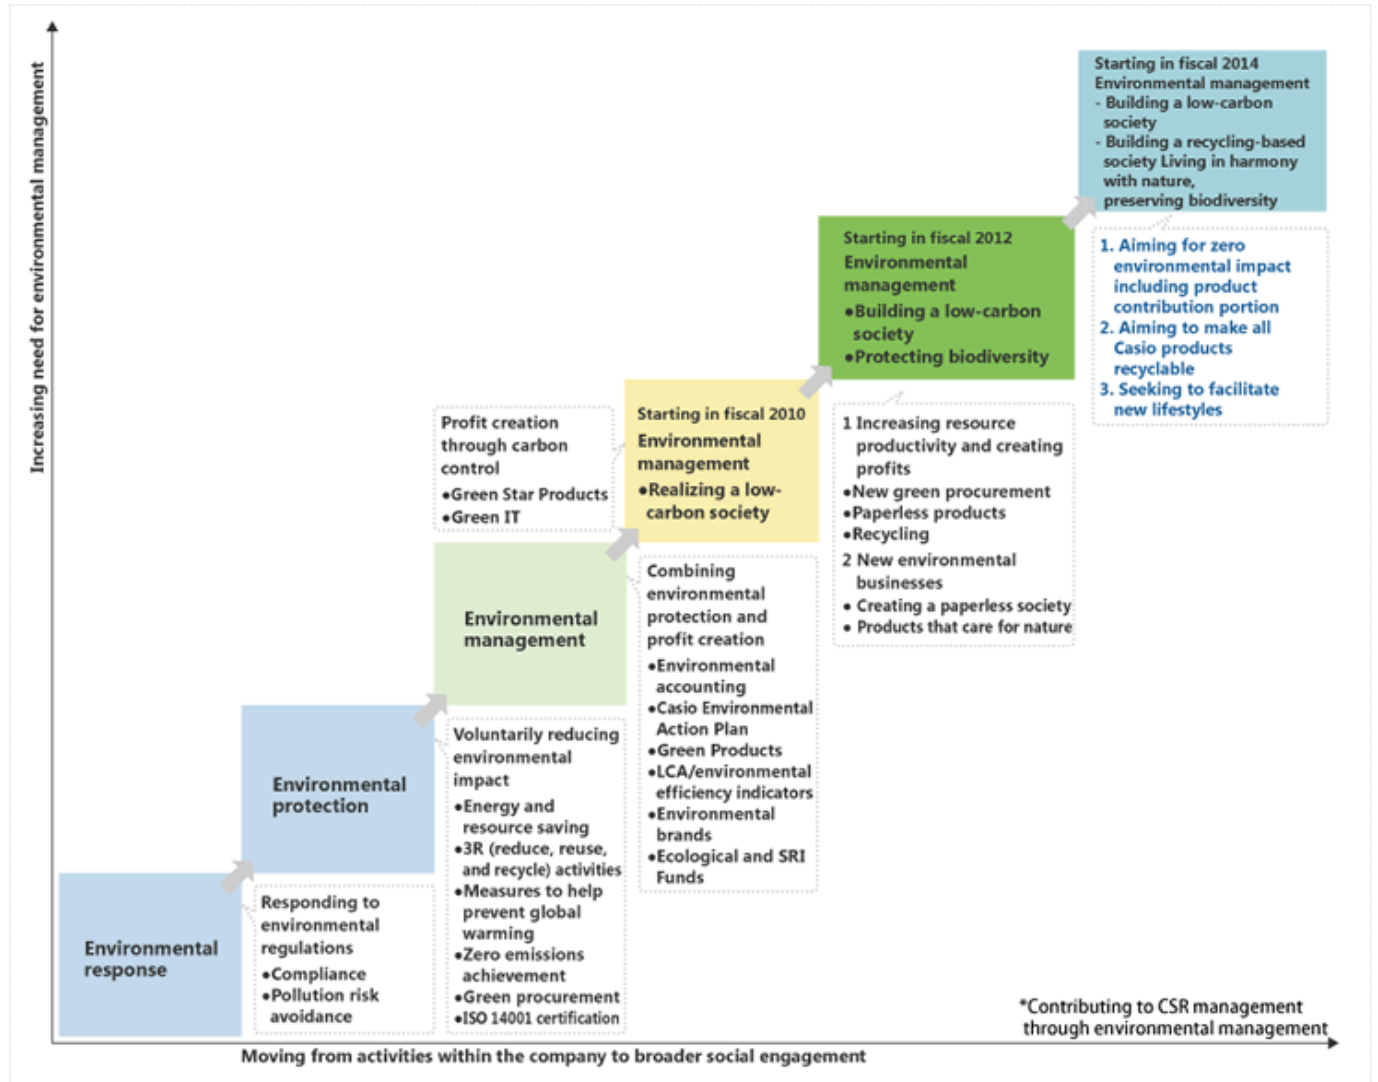 Increasing need for environmental management
Starting in fiscal 2014
Environmental management
- Building a low-carbon
society
- Building a recycling-based
society Living in harmony
with nature,
preserving biodiversity
1. Aiming for zero
environmental impact
including product
contribution portion
2. Aiming to make all
Casio products
recyclable
3. Seeking to facilitate
new lifestyles
Starting in fiscal 2012
Environmental
management
●Building a low-carbon
society
●Protecting biodiversity
1 Increasing resource
productivity and creating
profits
●New green procurement
●Paperless products
●Recycling
2 New environmental
businesses
● Creating a paperless society
● Products that care for nature
Starting in fiscal 2010
Environmental
management
●Realizing a low-
carbon society
Profit creation
through carbon
control
●Green Star Products
●Green IT
Environmental
management
Combining
environmental
protection and
profit creation
●Environmental
accounting
●Casio Environmental
Action Plan
●Green Products
●LCA/environmental
efficiency indicators
●Environmental
brands
●Ecological and SRI
Funds
Environmental
protection
Voluntarily reducing
environmental
impact
●Energy and
resource saving
●3R (reduce, reuse,
and recycle) activities
●Measures to help
prevent global
warming
●Zero emissions
achievement
●Green procurement
●ISO 14001 certification
Environmental
response
Responding to
environmental
regulations
●Compliance
●Pollution risk
avoidance
*Contributing to CSR management
through environmental management
Moving from activities within the company to broader social engagement